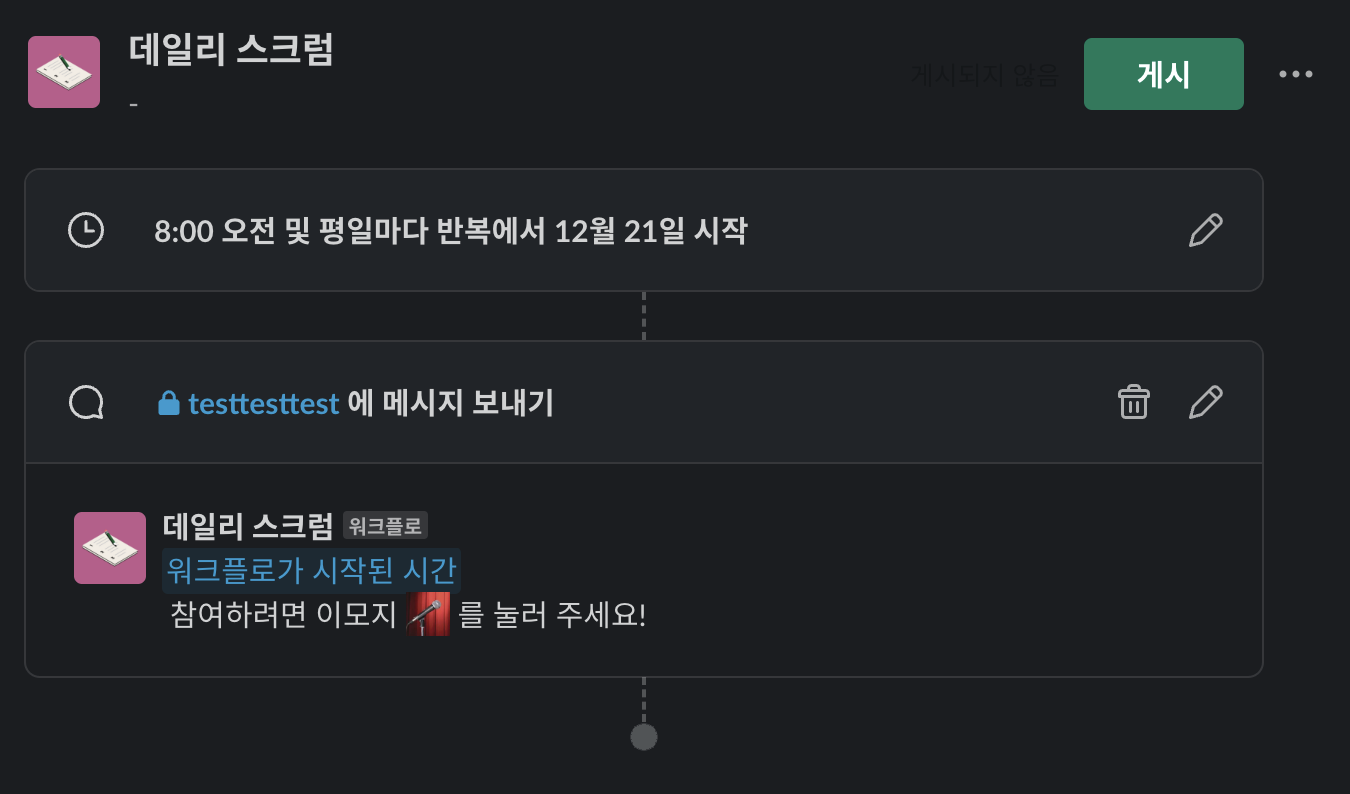 데일리 스크럼
-
게시되지 않음
게시
8:00 오전 및 평일마다 반복에서 12월 21일 시작
testtesttest 에 메시지 보내기
데일리 스크럼 워크플로
워크플로가 시작된 시간
참여하려면 이모지 를 눌러 주세요!